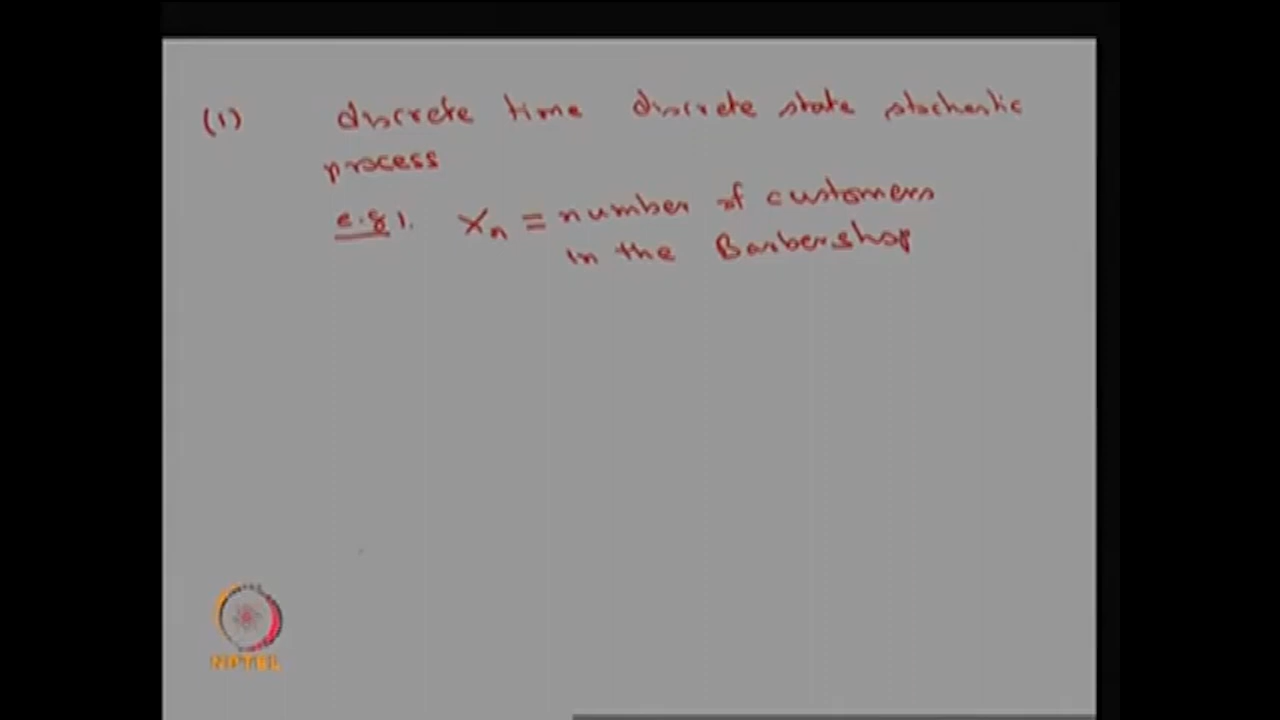 (1) discrete time discrete state stochastic
process
e.g 1. Xn = number of customers
in the Barbershop
NPTEL